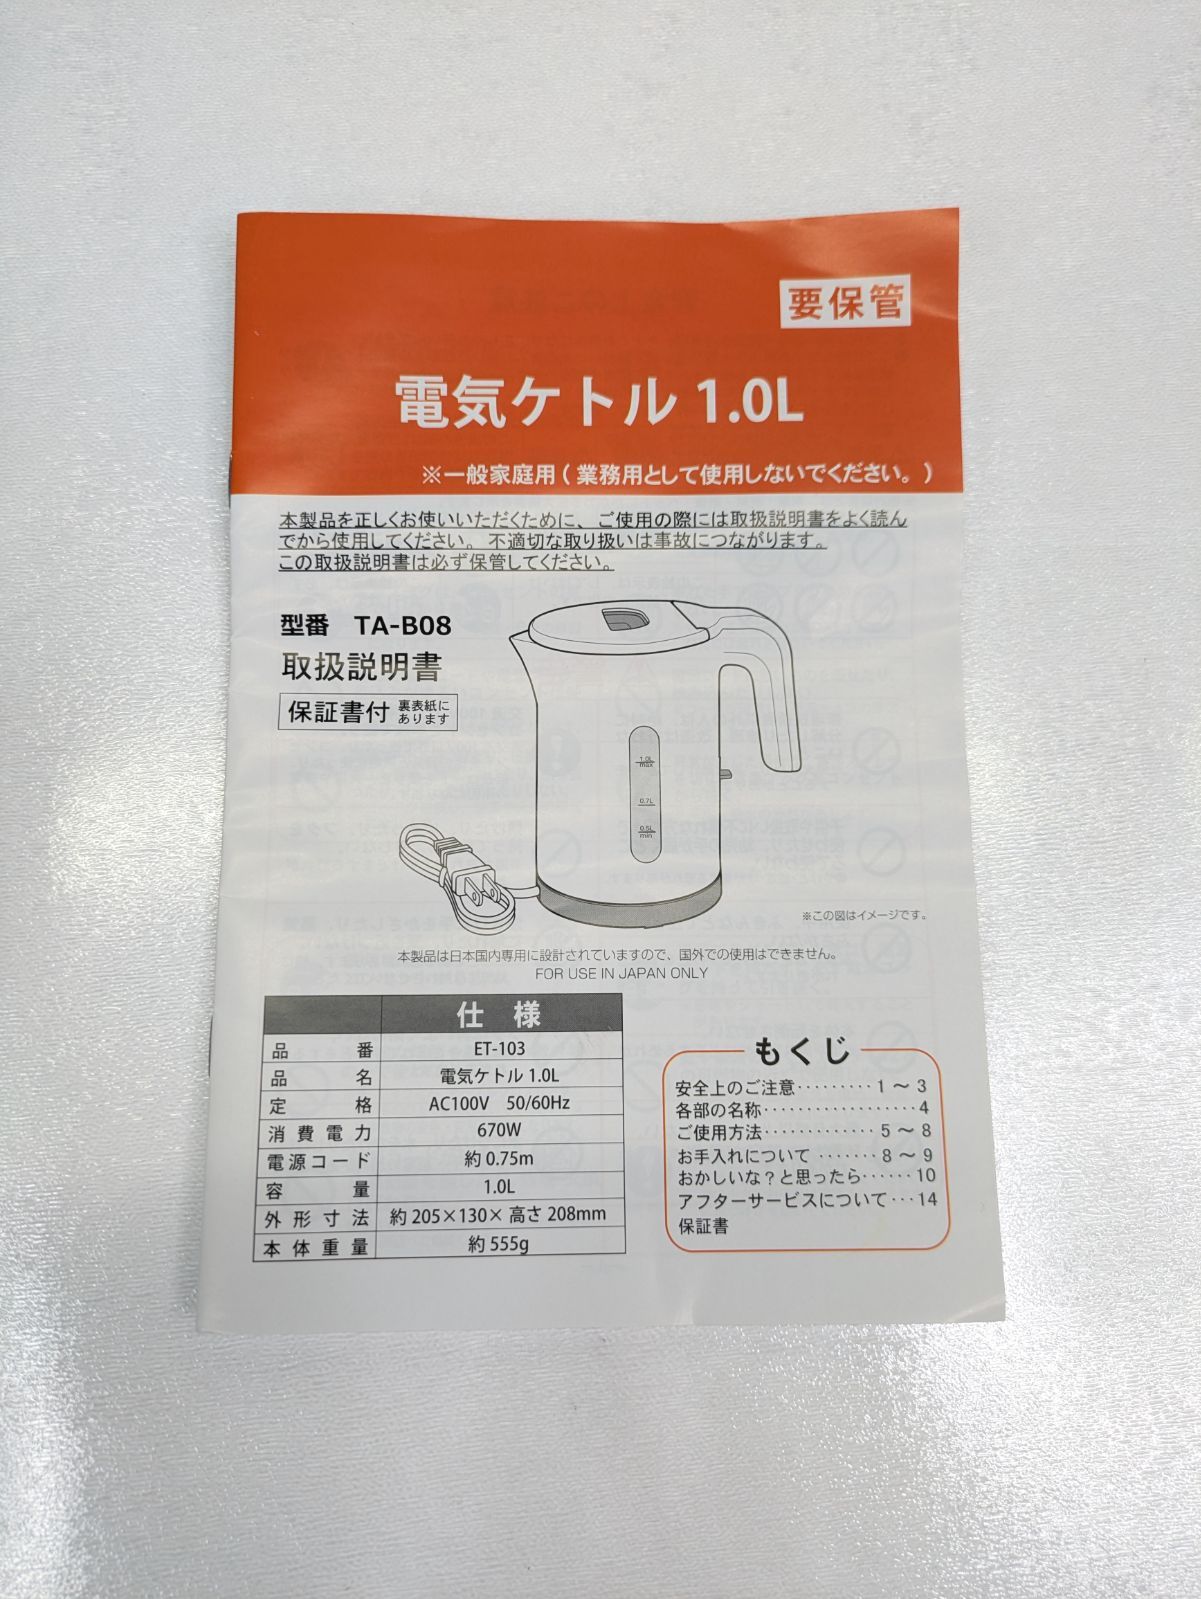 要保管
電気ケトル 1.0L
※一般家庭用 ( 業務用として使用しないでください。)
本製品を正しくお使いいただくために、ご使用の際には取扱説明書をよく読ん
でから使用してください。不適切な取り扱いは事故につながります。
この取扱説明書は必ず保管してください。
型番 TA-B08
取扱説明書
保証書付 裏表紙に
あります
1.0L
max
0.7L
0.5L
min
※この図はイメージです。
本製品は日本国内専用に設計されていますので、国外での使用はできません。
FOR USE IN JAPAN ONLY
仕 様
品 番 ET-103
品 名 電気ケトル 1.0L
定 格 AC100V 50/60Hz
消費電力 670W
電源コード 約 0.75m
容 量 1.0L
外形寸法 約 205×130× 高さ 208mm
本体重量 約 555g
もくじ
安全上のご注意‥‥‥‥‥1 〜 3
各部の名称‥‥‥‥‥‥‥‥‥4
ご使用方法‥‥‥‥‥‥‥5 〜 8
お手入れについて ‥‥‥‥8 〜 9
おかしいな？と思ったら‥‥‥10
アフターサービスについて‥‥14
保証書